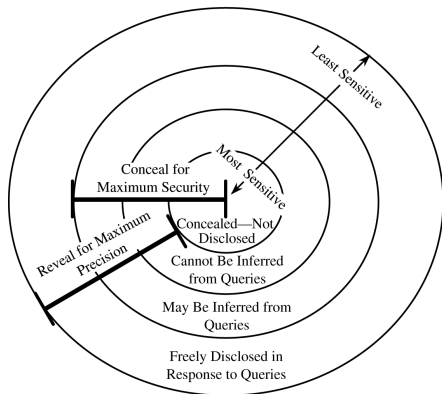 Least Sensitive
Most Sensitive
Conceal for
Maximum Security
Reveal for Maximum
Precision
Concealed—Not
Disclosed
Cannot Be Inferred
from Queries
May Be Inferred from
Queries
Freely Disclosed in
Response to Queries